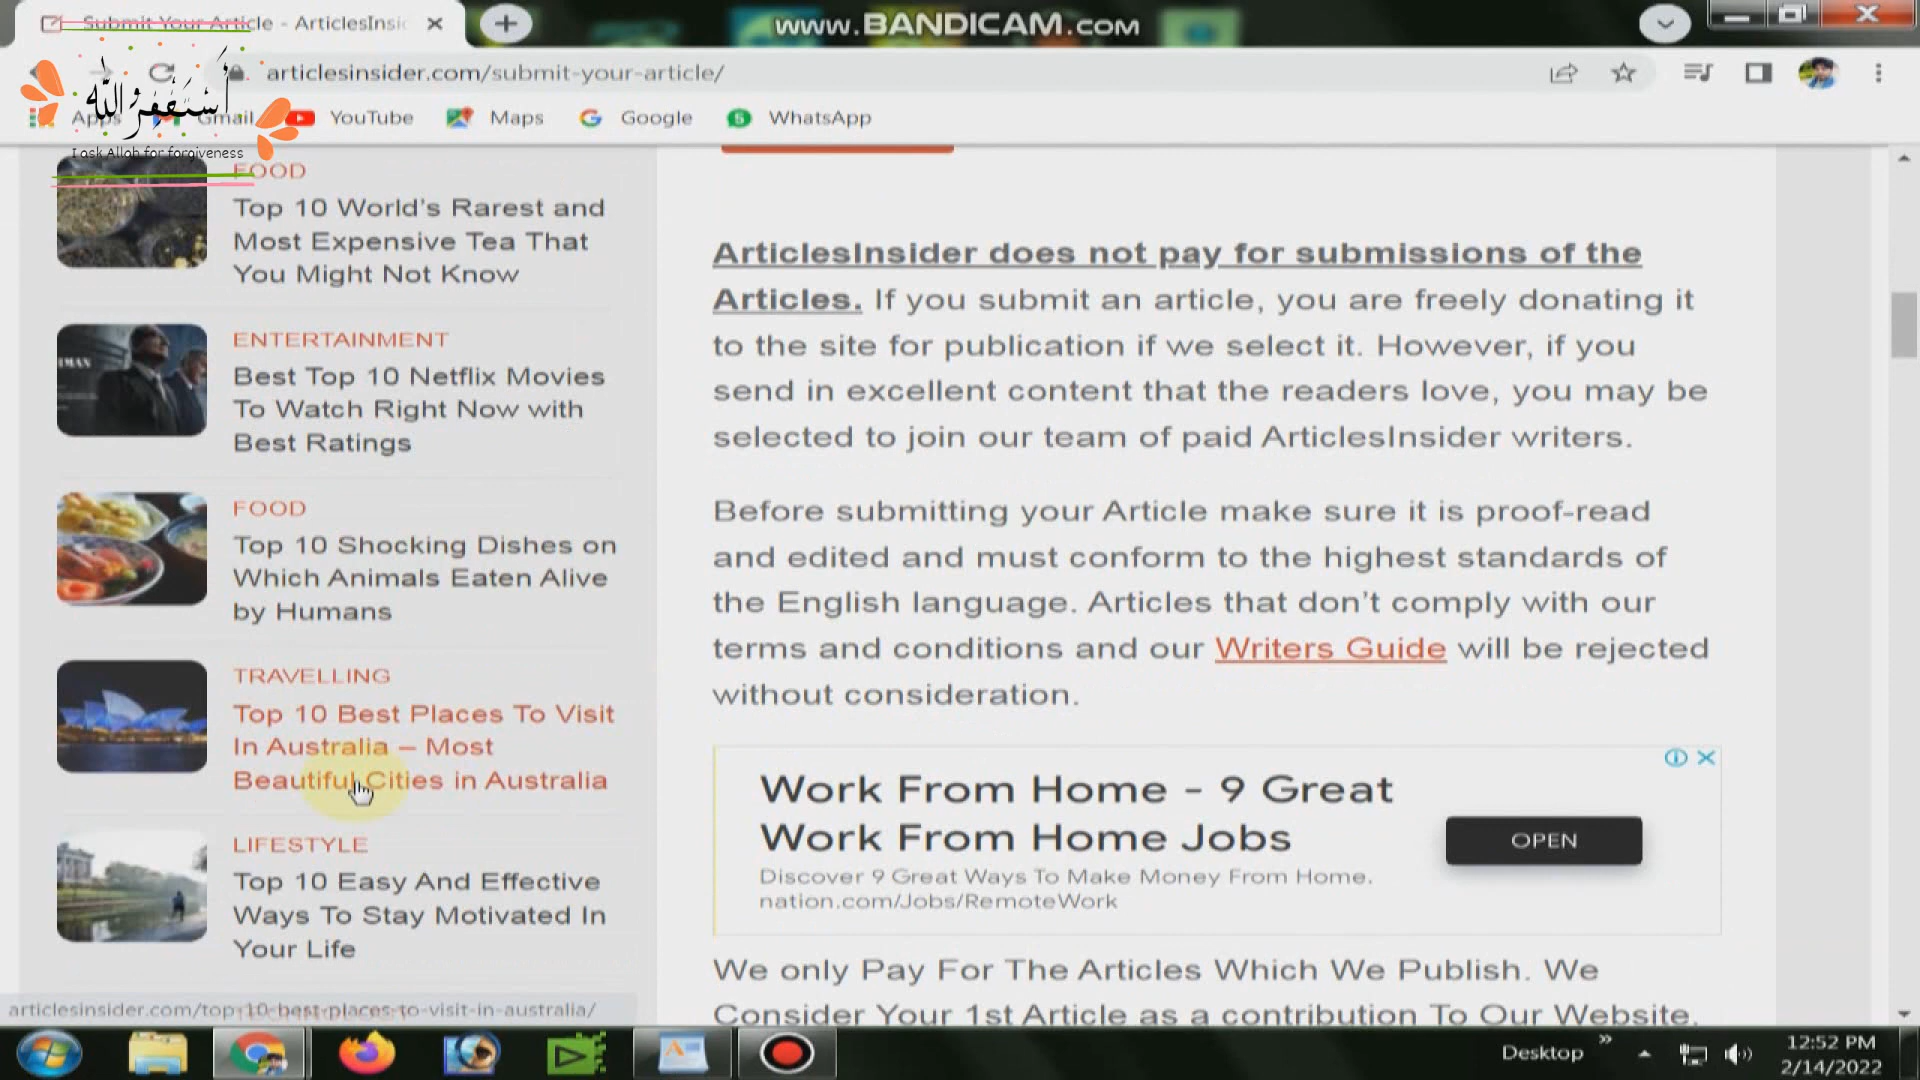 Submit Your Article - ArticlesInsic
www.BANDICAM.com
articlesinsider.com/submit-your-article/
أستغفر الله
I ask Allah for forgiveness
Apps
Gmail
YouTube
Maps
Google
WhatsApp
FOOD
Top 10 World's Rarest and
Most Expensive Tea That
You Might Not Know
ENTERTAINMENT
Best Top 10 Netflix Movies
To Watch Right Now with
Best Ratings
FOOD
Top 10 Shocking Dishes on
Which Animals Eaten Alive
by Humans
TRAVELLING
Top 10 Best Places To Visit
In Australia – Most
Beautiful Cities in Australia
LIFESTYLE
Top 10 Easy And Effective
Ways To Stay Motivated In
Your Life
articlesinsider.com/top-10-best-places-to-visit-in-australia/
ArticlesInsider does not pay for submissions of the
Articles. If you submit an article, you are freely donating it
to the site for publication if we select it. However, if you
send in excellent content that the readers love, you may be
selected to join our team of paid ArticlesInsider writers.
Before submitting your Article make sure it is proof-read
and edited and must conform to the highest standards of
the English language. Articles that don't comply with our
terms and conditions and our Writers Guide will be rejected
without consideration.
Work From Home - 9 Great
Work From Home Jobs
Discover 9 Great Ways To Make Money From Home.
nation.com/Jobs/RemoteWork
OPEN
We only Pay For The Articles Which We Publish. We
Consider Your 1st Article as a contribution To Our Website.
Desktop
12:52 PM
2/14/2022